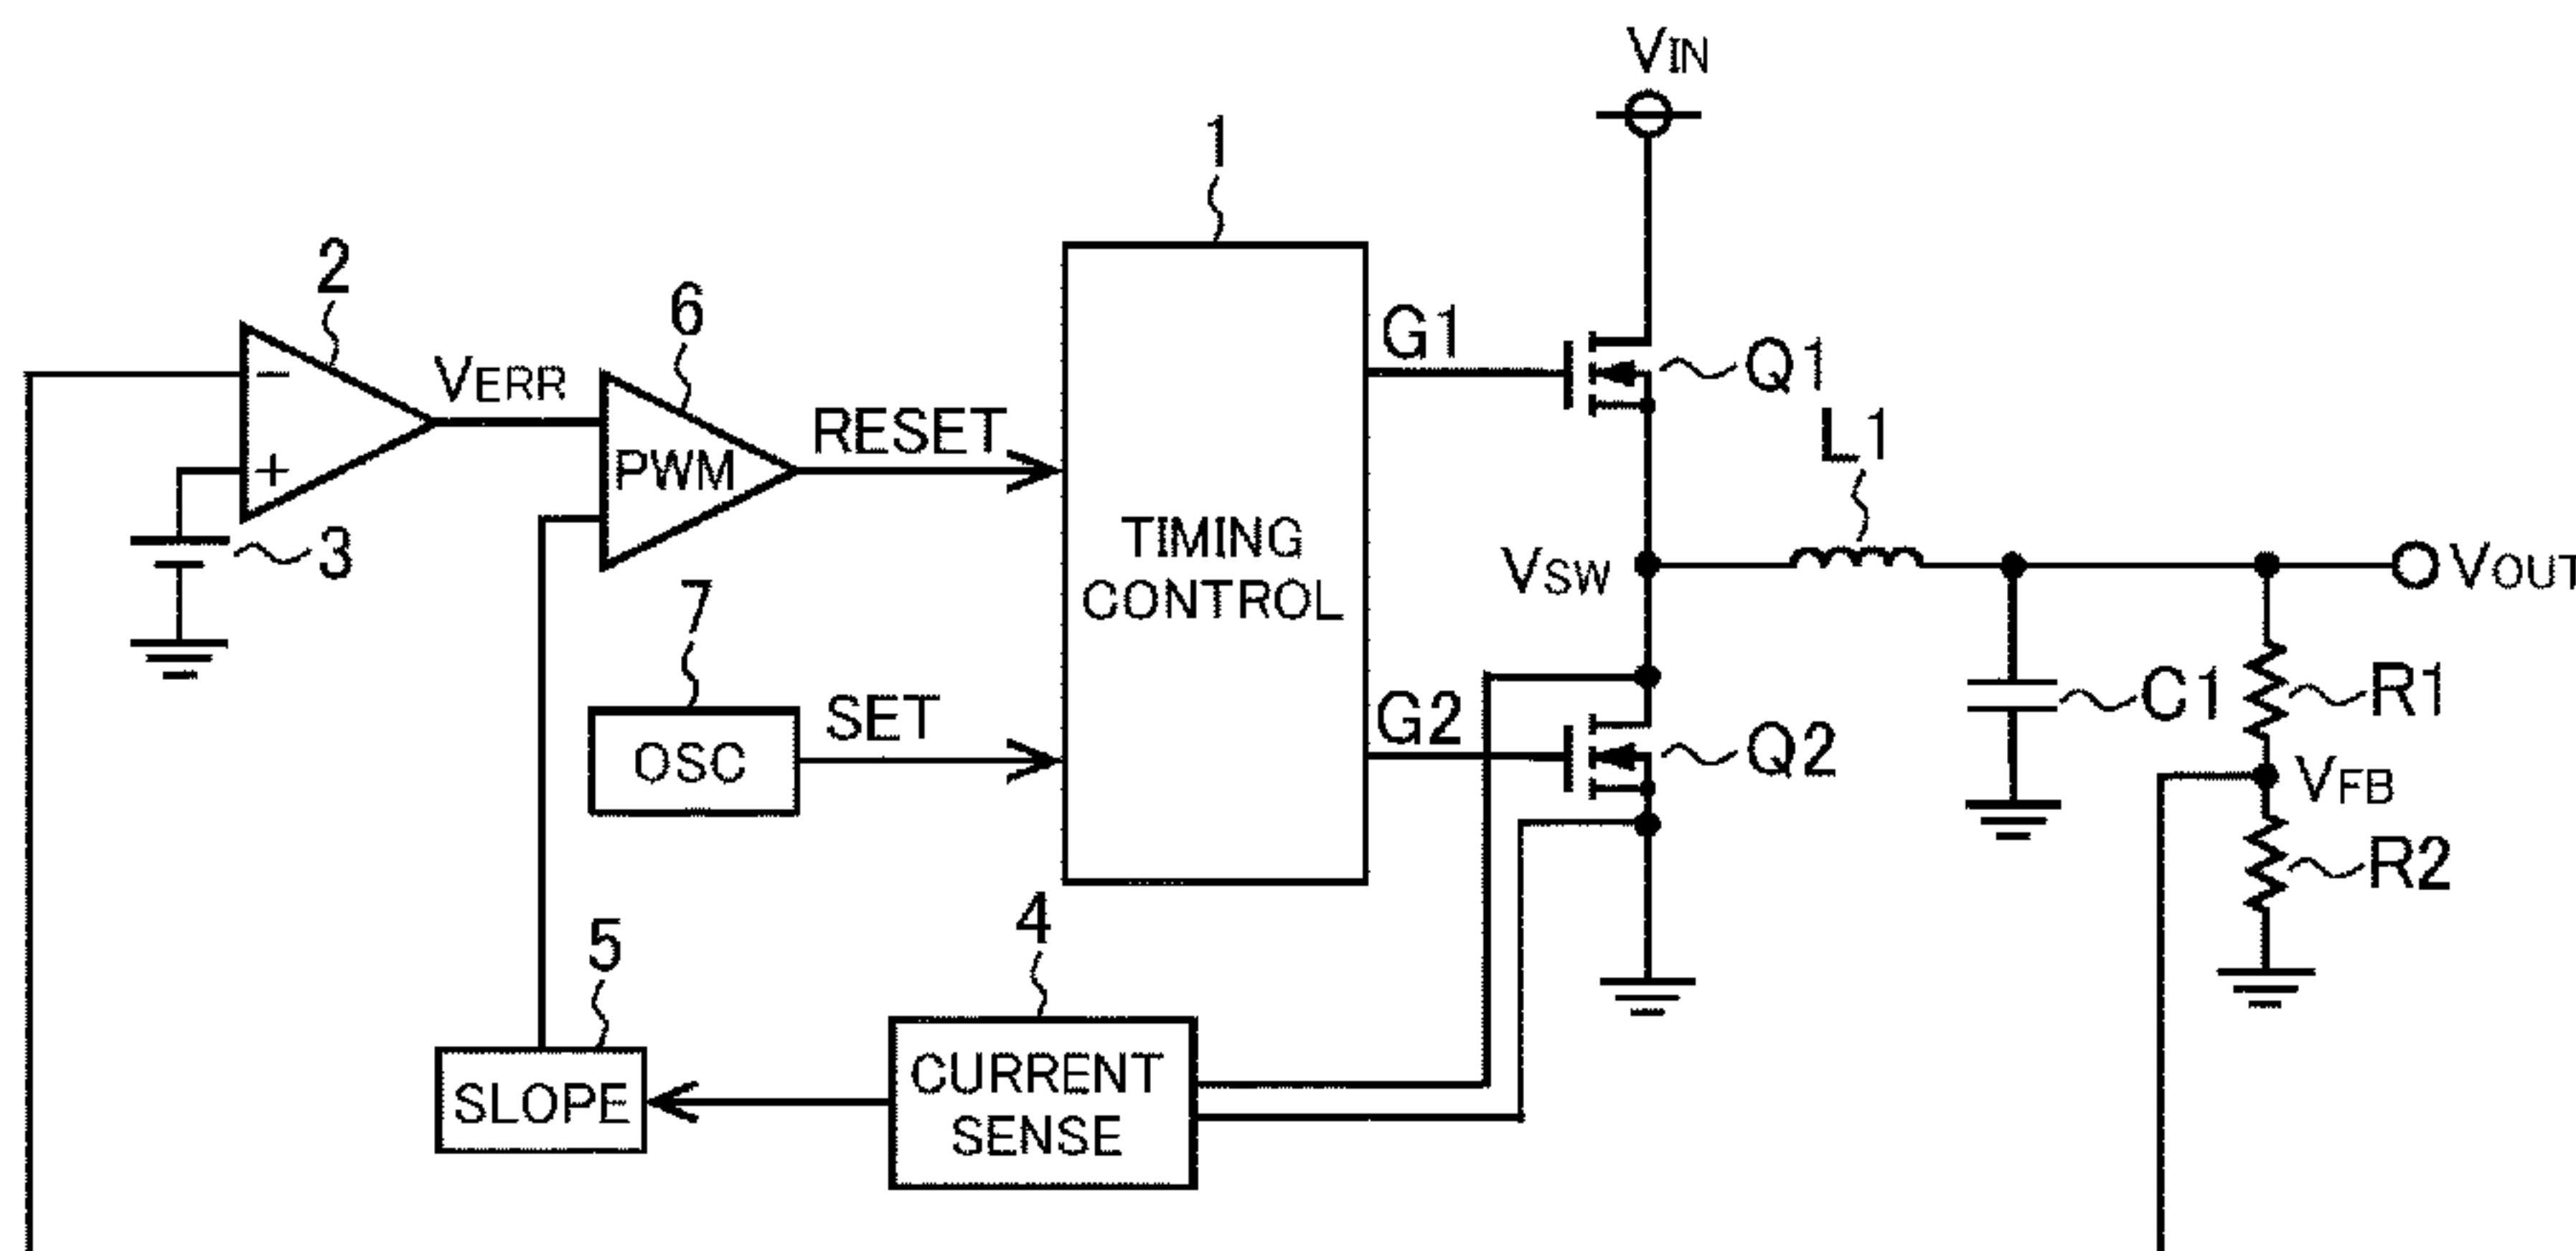 VIN
1
2
6
VERR
G1
Q1
RESET
L1
PWM
−
+
3
TIMING
CONTROL
VSW
VOUT
7
SET
G2
Q2
C1
R1
OSC
VFB
R2
5
4
SLOPE
CURRENT
SENSE